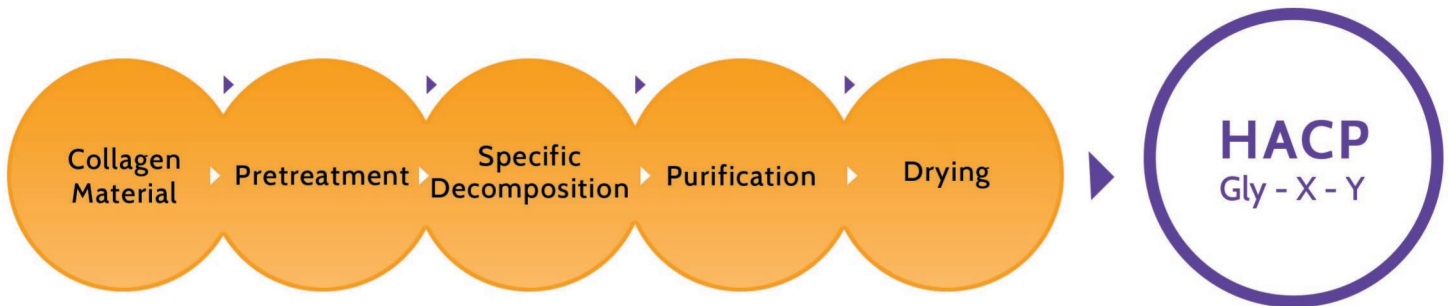 Collagen
Material
Pretreatment
Specific
Decomposition
Purification
Drying
HACP
Gly - X - Y